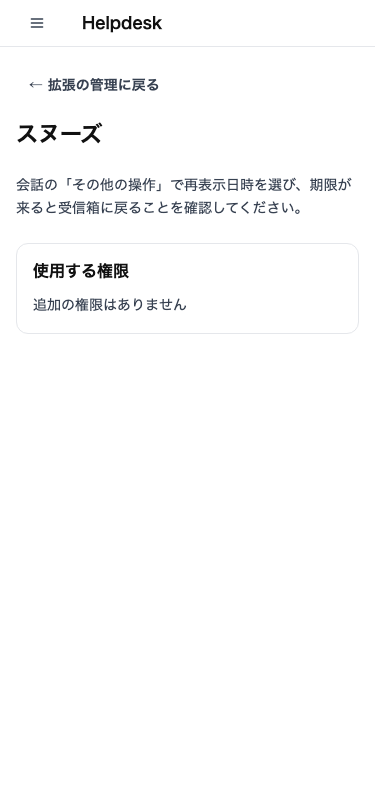 Helpdesk
← 拡張の管理に戻る
スヌーズ
会話の「その他の操作」で再表示日時を選び、期限が
来ると受信箱に戻ることを確認してください。
使用する権限
追加の権限はありません